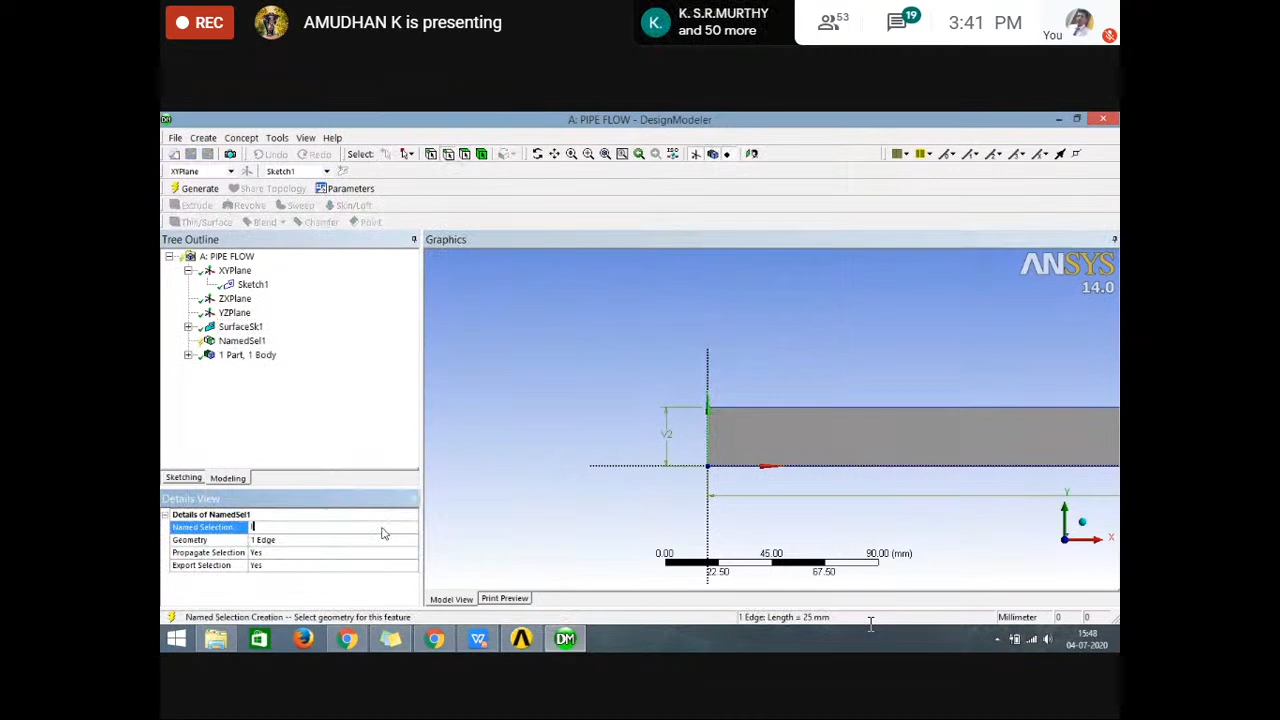 REC
AMUDHAN K is presenting
K.
K. S.R.MURTHY
and 50 more
53
19
3:41 PM
You
DM
A: PIPE FLOW - DesignModeler
File Create Concept Tools View Help
Undo Redo Select:
XYPlane Sketch1
Generate Share Topology Parameters
Extrude Revolve Sweep Skin/Loft
Thin/Surface Blend Chamfer Point
Tree Outline
Graphics
A: PIPE FLOW
XYPlane
Sketch1
ZXPlane
YZPlane
SurfaceSk1
NamedSel1
1 Part, 1 Body
ANSYS
14.0
V2
Sketching Modeling
Details View
Details of NamedSel1
Named Selection
Geometry 1 Edge
Propagate Selection Yes
Export Selection Yes
Y
X
0.00 45.00 90.00 (mm)
22.50 67.50
Model View Print Preview
Named Selection Creation -- Select geometry for this feature
1 Edge: Length = 25 mm
Millimeter 0 0
W
DM
15:48
04-07-2020